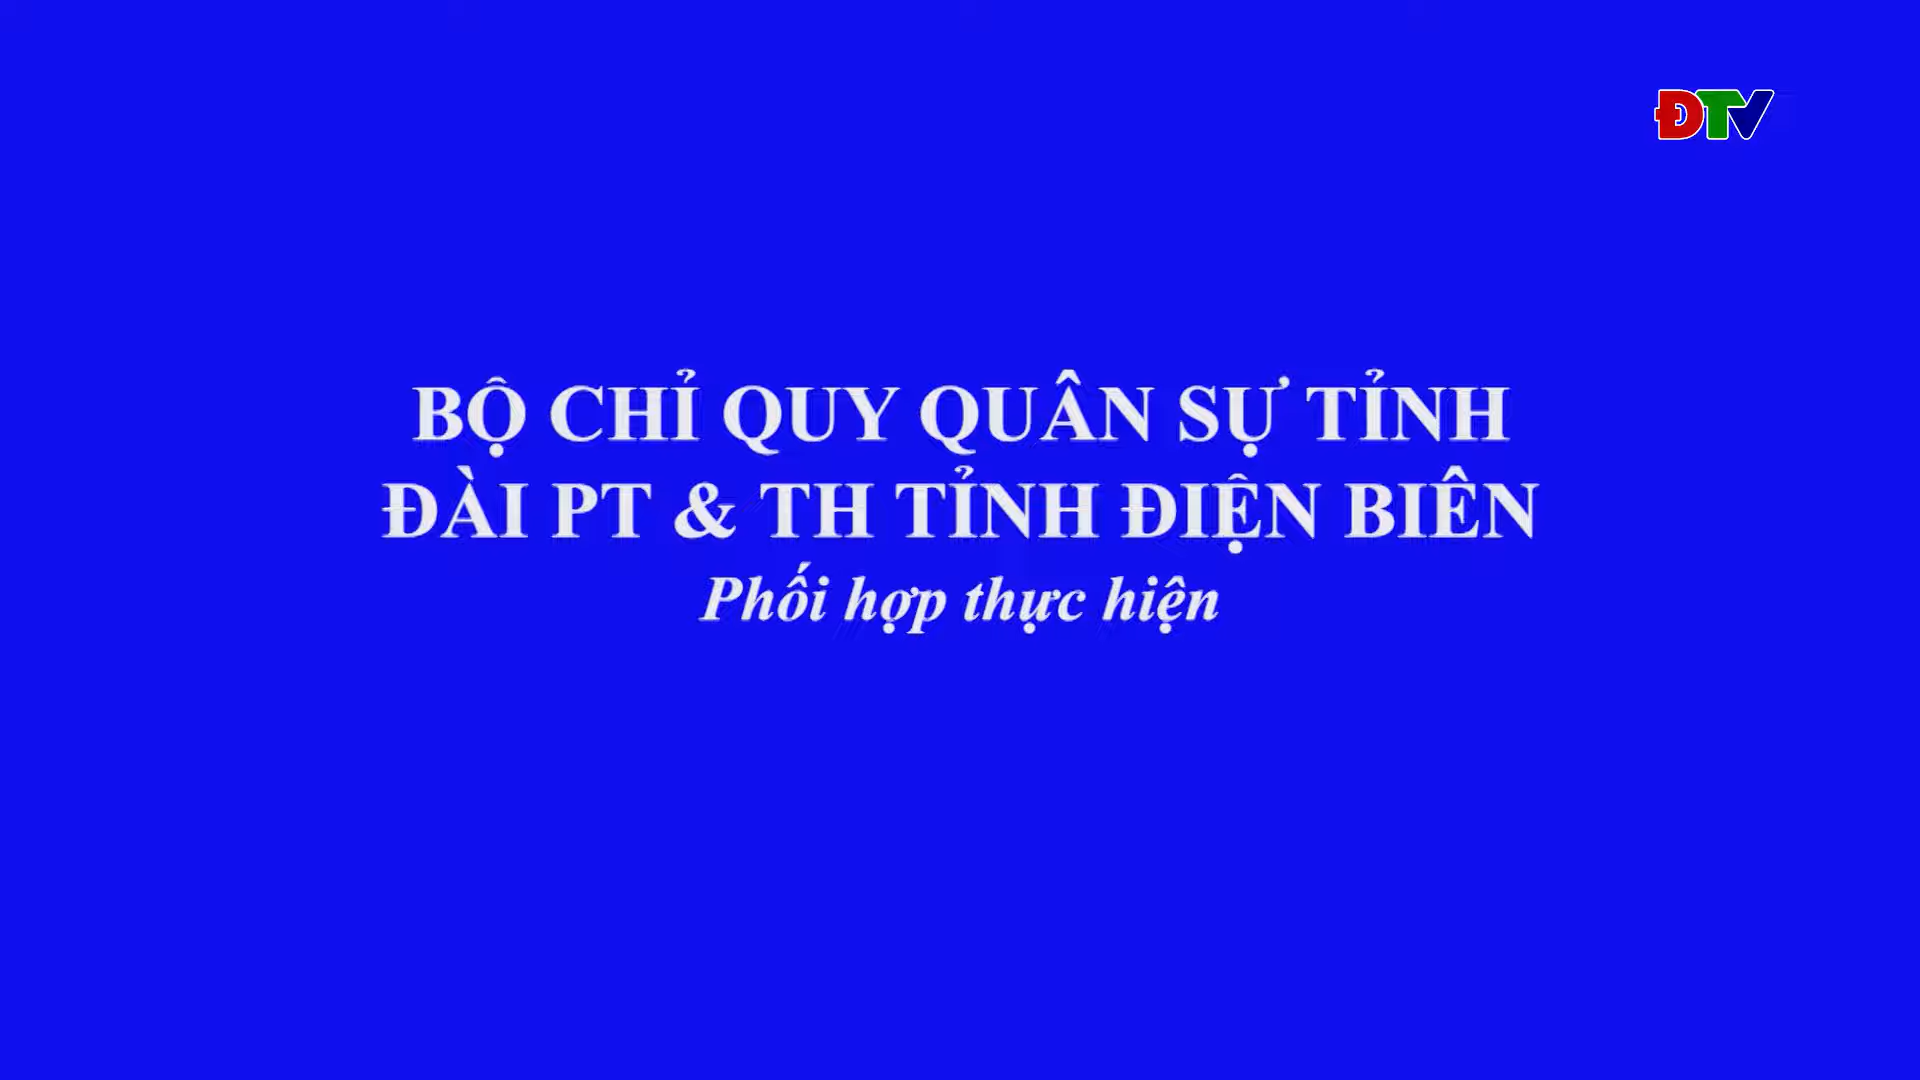 ĐTV
BỘ CHỈ QUY QUÂN SỰ TỈNH
ĐÀI PT & TH TỈNH ĐIỆN BIÊN
Phối hợp thực hiện